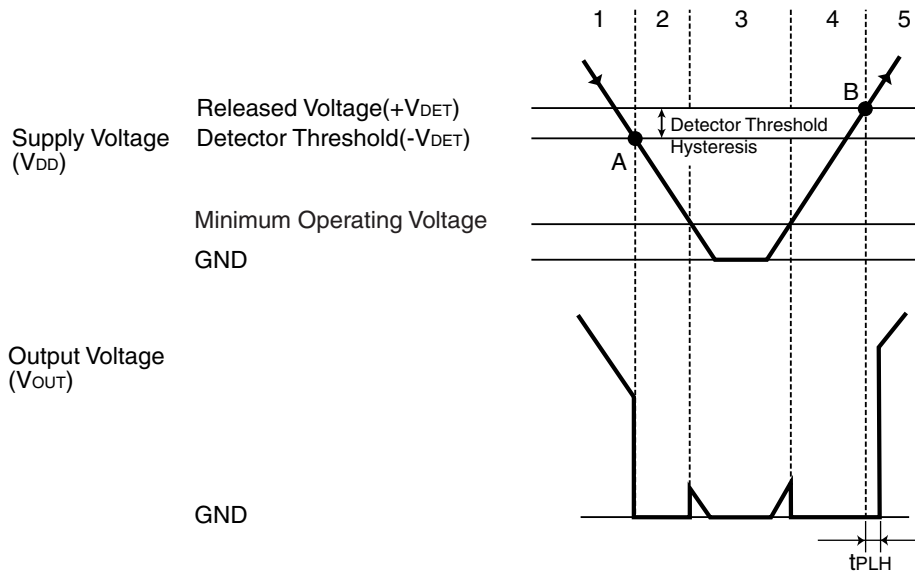 1 2 3 4 5
Released Voltage(+VDET)
B
Supply Voltage
(VDD)
Detector Threshold(-VDET)
Detector Threshold
Hysteresis
A
Minimum Operating Voltage
GND
Output Voltage
(VOUT)
GND
tPLH